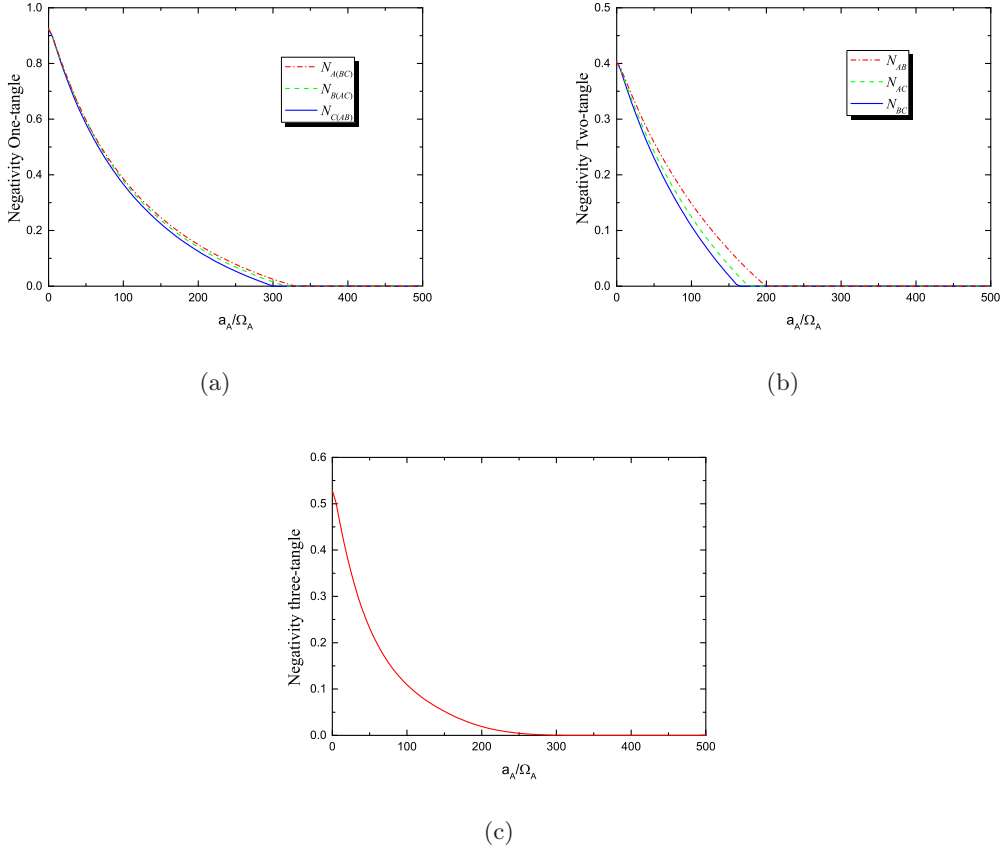 Negativity One-tangle
1.0
0.8
0.6
0.4
0.2
0.0
0 100 200 300 400 500
a_A/Ω_A
N_A(BC)
N_B(AC)
N_C(AB)
(a)
Negativity Two-tangle
0.5
0.4
0.3
0.2
0.1
0.0
0 100 200 300 400 500
a_A/Ω_A
N_AB
N_AC
N_BC
(b)
Negativity three-tangle
0.6
0.5
0.4
0.3
0.2
0.1
0.0
0 100 200 300 400 500
a_A/Ω_A
(c)